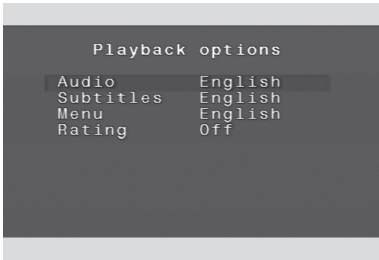 Playback options
Audio English
Subtitles English
Menu English
Rating Off